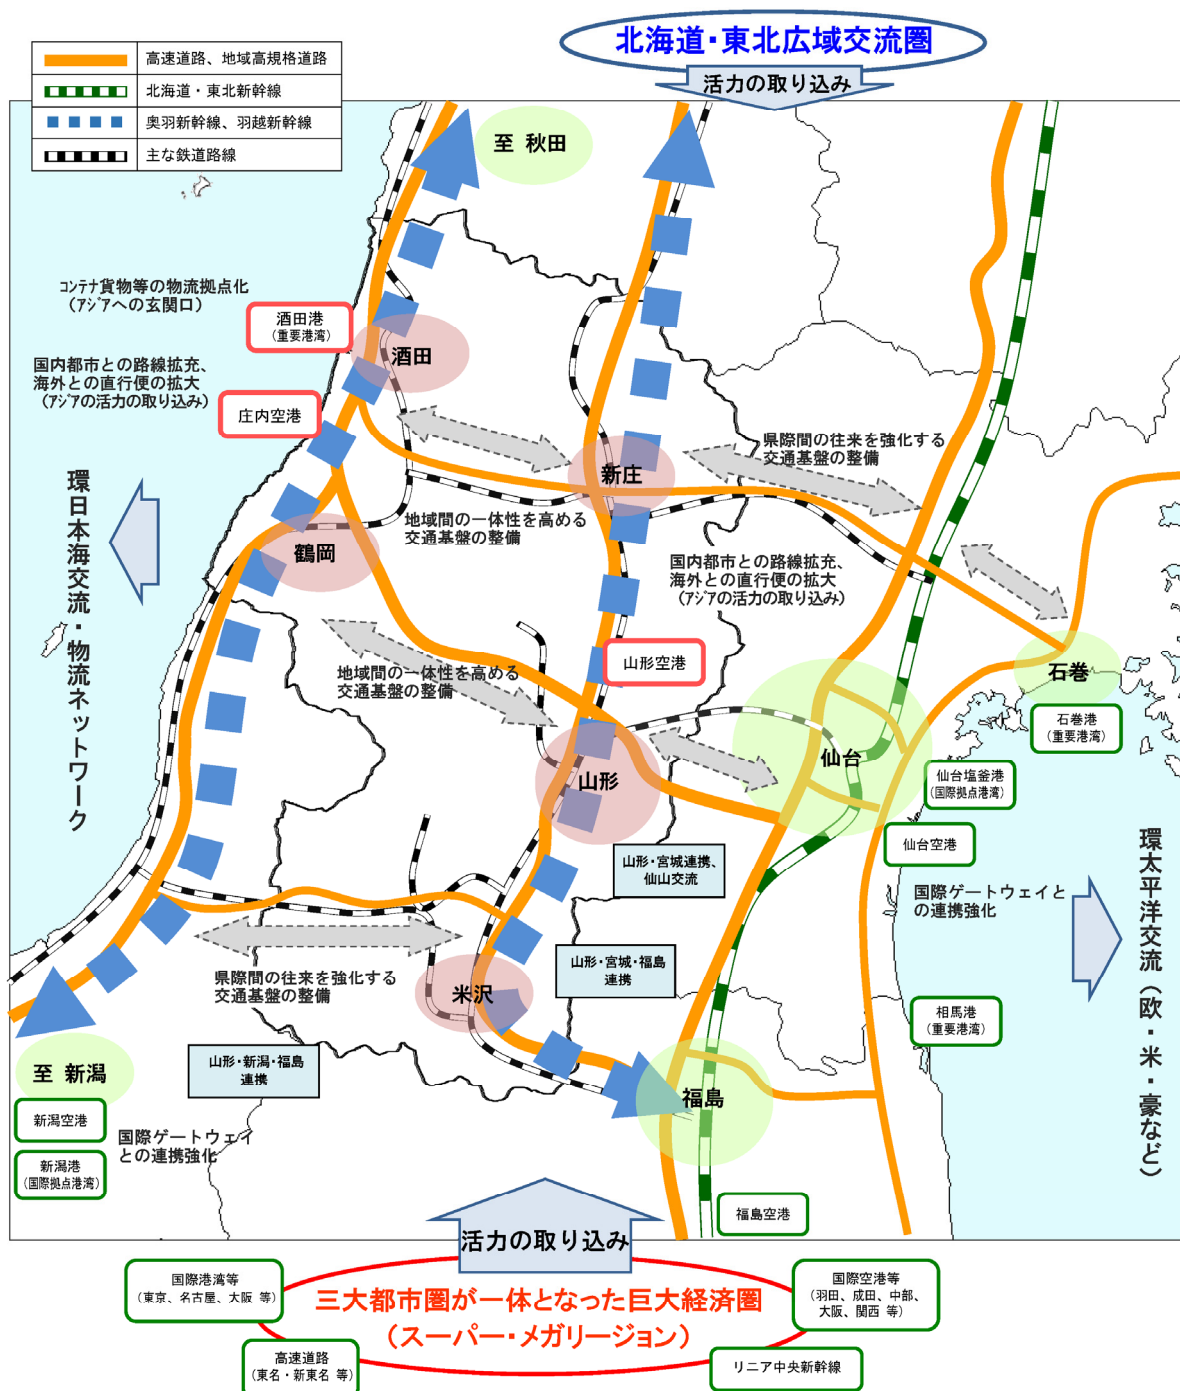 北海道・東北広域交流圏
活力の取り込み
高速道路、地域高規格道路
北海道・東北新幹線
奥羽新幹線、羽越新幹線
主な鉄道路線
至 秋田
コンテナ貨物等の物流拠点化
（アジアへの玄関口）
酒田港
（重要港湾）
酒田
国内都市との路線拡充、
海外との直行便の拡大
（アジアの活力の取り込み）
庄内空港
新庄
県際間の往来を強化する
交通基盤の整備
環日本海交流・物流ネットワーク
地域間の一体性を高める
交通基盤の整備
鶴岡
国内都市との路線拡充、
海外との直行便の拡大
（アジアの活力の取り込み）
山形空港
地域間の一体性を高める
交通基盤の整備
石巻
石巻港
（重要港湾）
仙台
山形
仙台塩釜港
（国際拠点港湾）
仙台空港
山形・宮城連携、
仙山交流
国際ゲートウェイと
の連携強化
環太平洋交流（欧・米・豪など）
山形・宮城・福島
連携
県際間の往来を強化する
交通基盤の整備
米沢
相馬港
（重要港湾）
山形・新潟・福島
連携
至 新潟
福島
新潟空港
国際ゲートウェイ
との連携強化
新潟港
（国際拠点港湾）
福島空港
活力の取り込み
国際港湾等
（東京、名古屋、大阪 等）
三大都市圏が一体となった巨大経済圏
（スーパー・メガリージョン）
国際空港等
（羽田、成田、中部、
大阪、関西 等）
高速道路
（東名・新東名 等）
リニア中央新幹線